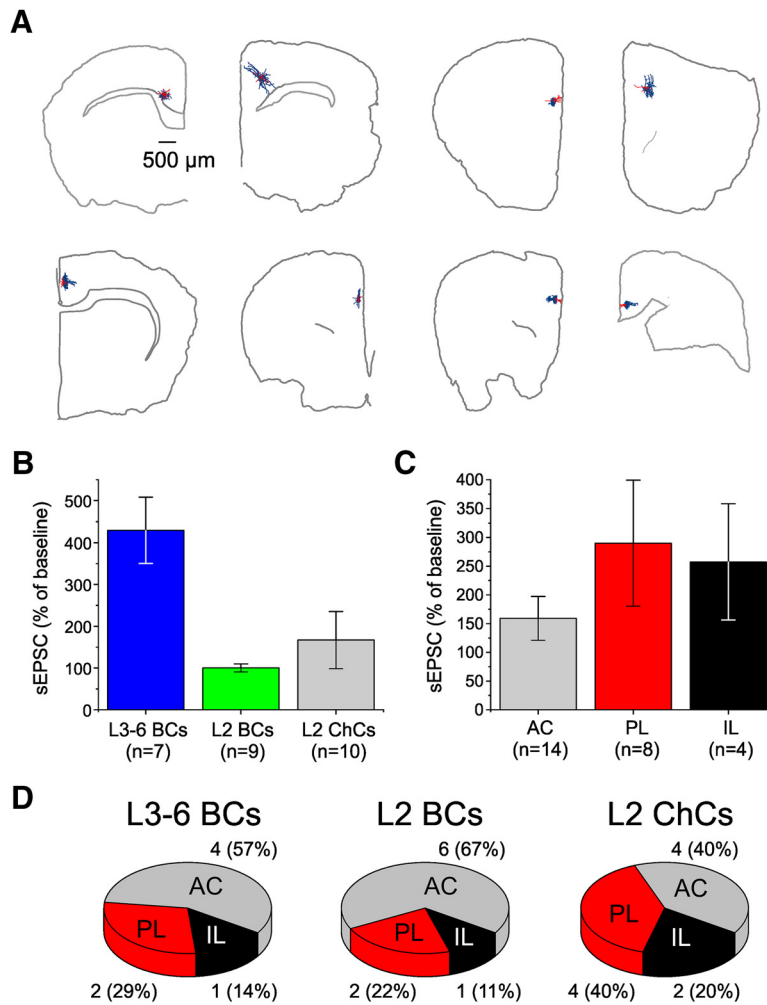 A
500 µm
B
sEPSC (% of baseline)
500
400
300
200
100
0
L3-6 BCs
(n=7)
L2 BCs
(n=9)
L2 ChCs
(n=10)
C
sEPSC (% of baseline)
400
350
300
250
200
150
100
50
0
AC
(n=14)
PL
(n=8)
IL
(n=4)
D
L3-6 BCs
4 (57%)
AC
PL
IL
2 (29%)
1 (14%)
L2 BCs
6 (67%)
AC
PL
IL
2 (22%)
1 (11%)
L2 ChCs
4 (40%)
AC
PL
IL
4 (40%)
2 (20%)